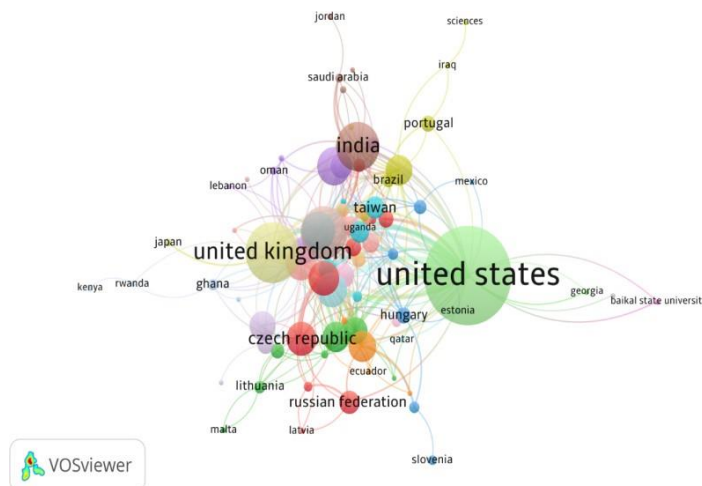 jordan
sciences
saudi arabia
iraq
portugal
india
oman
brazil
mexico
lebanon
taiwan
uganda
japan
united kingdom
united states
kenya
rwanda
ghana
georgia
baikal state universit
estonia
hungary
czech republic
qatar
ecuador
lithuania
russian federation
malta
latvia
slovenia
VOSviewer